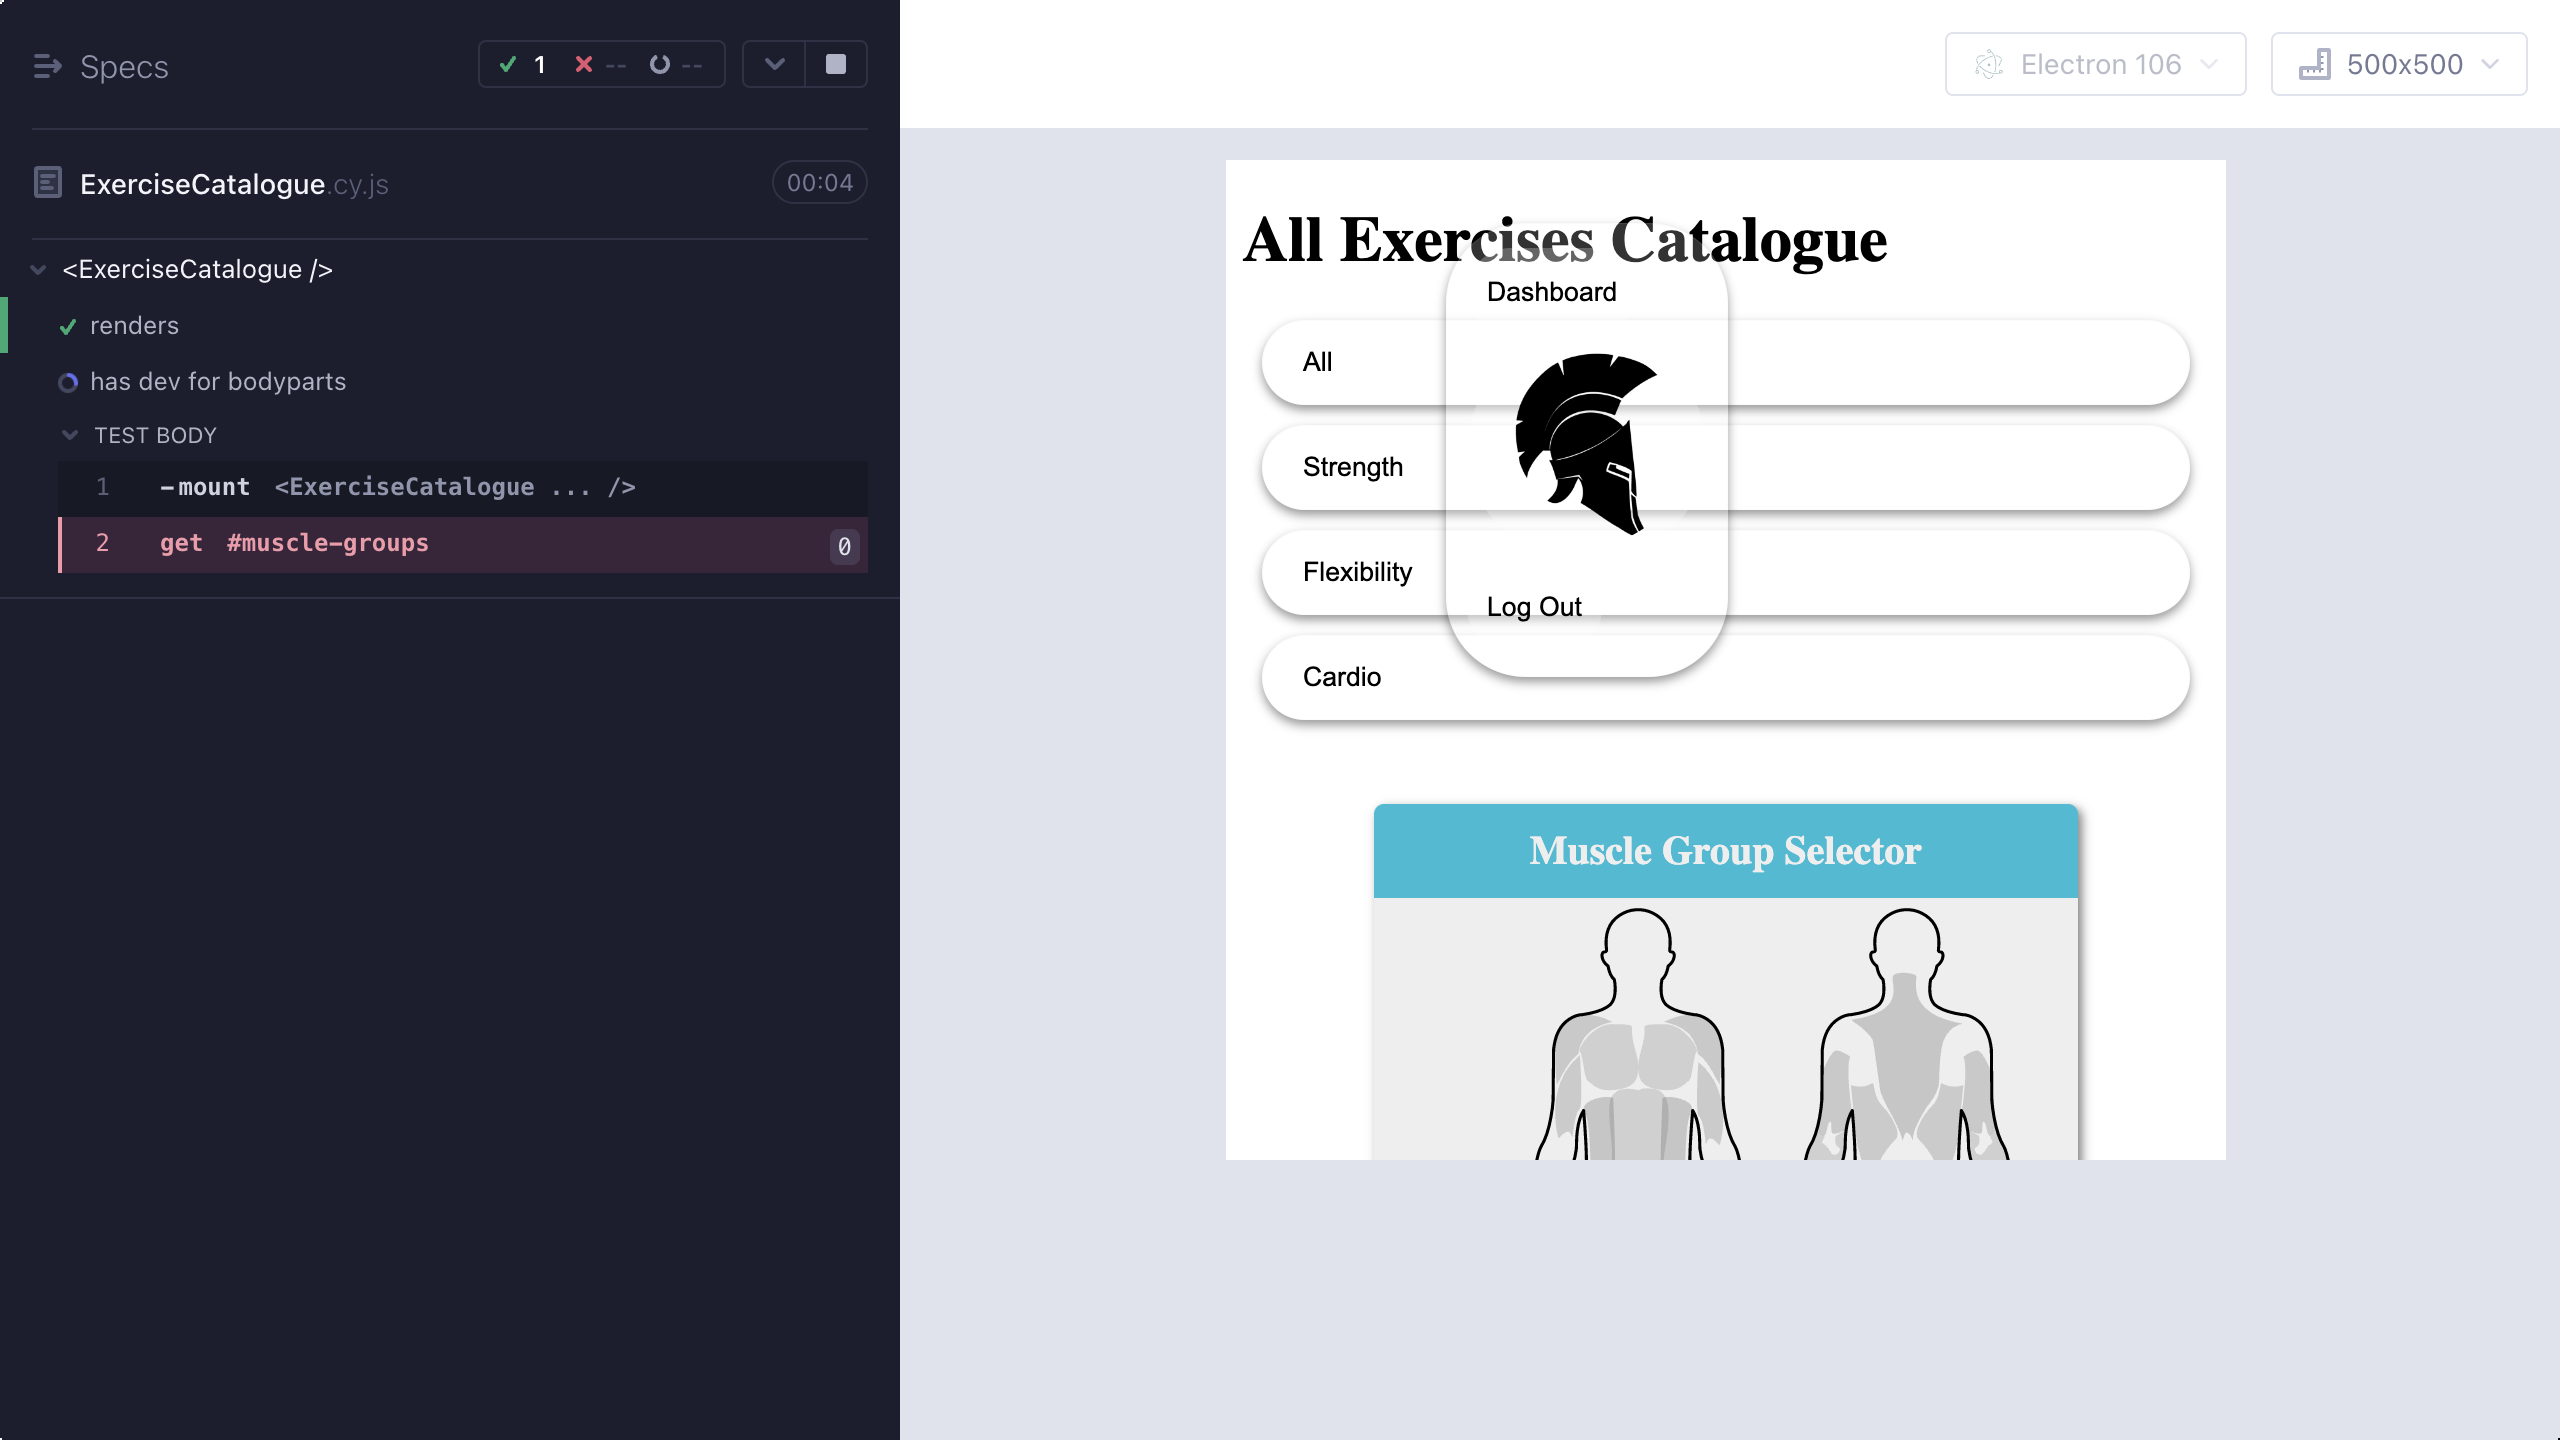 Specs
1 -- --
ExerciseCatalogue.cy.js 00:04
<ExerciseCatalogue />
renders
has dev for bodyparts
TEST BODY
1 -mount <ExerciseCatalogue ... />
2 get #muscle-groups 0
Electron 106
500x500
All Exercises Catalogue
Dashboard
All
Strength
Flexibility
Log Out
Cardio
Muscle Group Selector